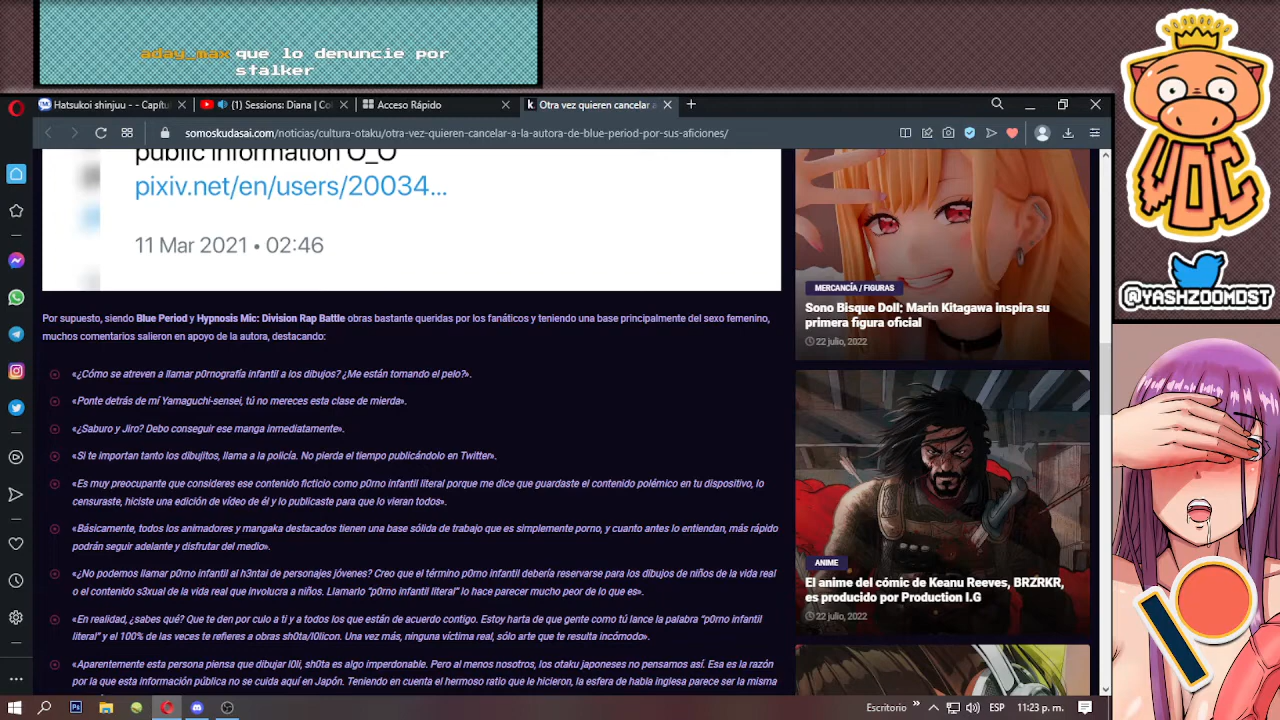 aday_max que lo denuncie por
stalker
Hatsukoi shinjuu - - Capítu
(1) Sessions: Diana | Co
Acceso Rápido
Otra vez quieren cancelar a
somoskudasai.com/noticias/cultura-otaku/otra-vez-quieren-cancelar-a-la-autora-de-blue-period-por-sus-aficiones/
public information O_O
pixiv.net/en/users/20034...
11 Mar 2021 • 02:46
Por supuesto, siendo Blue Period y Hypnosis Mic: Division Rap Battle obras bastante queridas por los fanáticos y teniendo una base principalmente del sexo femenino,
muchos comentarios salieron en apoyo de la autora, destacando:
«¿Cómo se atreven a llamar p0rnografía infantil a los dibujos? ¿Me están tomando el pelo?».
«Ponte detrás de mí Yamaguchi-sensei, tú no mereces esta clase de mierda».
«¿Saburo y Jiro? Debo conseguir ese manga inmediatamente».
«Si te importan tanto los dibujitos, llama a la policía. No pierda el tiempo publicándolo en Twitter».
«Es muy preocupante que consideres ese contenido ficticio como p0rno infantil literal porque me dice que guardaste el contenido polémico en tu dispositivo, lo
censuraste, hiciste una edición de vídeo de él y lo publicaste para que lo vieran todos».
«Básicamente, todos los animadores y mangaka destacados tienen una base sólida de trabajo que es simplemente porno, y cuanto antes lo entiendan, más rápido
podrán seguir adelante y disfrutar del medio».
«¿No podemos llamar p0rno infantil al h3ntai de personajes jóvenes? Creo que el término p0rno infantil debería reservarse para los dibujos de niños de la vida real
o el contenido s3xual de la vida real que involucra a niños. Llamarlo “p0rno infantil literal” lo hace parecer mucho peor de lo que es».
«En realidad, ¿sabes qué? Que te den por culo a ti y a todos los que están de acuerdo contigo. Estoy harta de que gente como tú lance la palabra “p0rno infantil
literal” y el 100% de las veces te refieres a obras sh0ta/l0licon. Una vez más, ninguna víctima real, sólo arte que te resulta incómodo».
«Aparentemente esta persona piensa que dibujar l0li, sh0ta es algo imperdonable. Pero al menos nosotros, los otaku japoneses no pensamos así. Esa es la razón
por la que esta información pública no se cuida aquí en Japón. Teniendo en cuenta el hermoso ratio que le hicieron, la esfera de habla inglesa parece ser la misma
MERCANCÍA / FIGURAS
Sono Bisque Doll: Marin Kitagawa inspira su
primera figura oficial
22 julio, 2022
ANIME
El anime del cómic de Keanu Reeves, BRZRKR,
es producido por Production I.G
22 julio, 2022
WOC
@YASHZOOMDST
Escritorio
ESP
11:23 p. m.